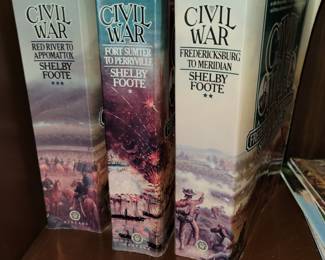 CIVIL
WAR
RED RIVER TO
APPOMATTOX
SHELBY
FOOTE
***
CIVIL
WAR
FORT SUMTER
TO PERRYVILLE
SHELBY
FOOTE
*
CIVIL
WAR
FREDERICKSBURG
TO MERIDIAN
SHELBY
FOOTE
**